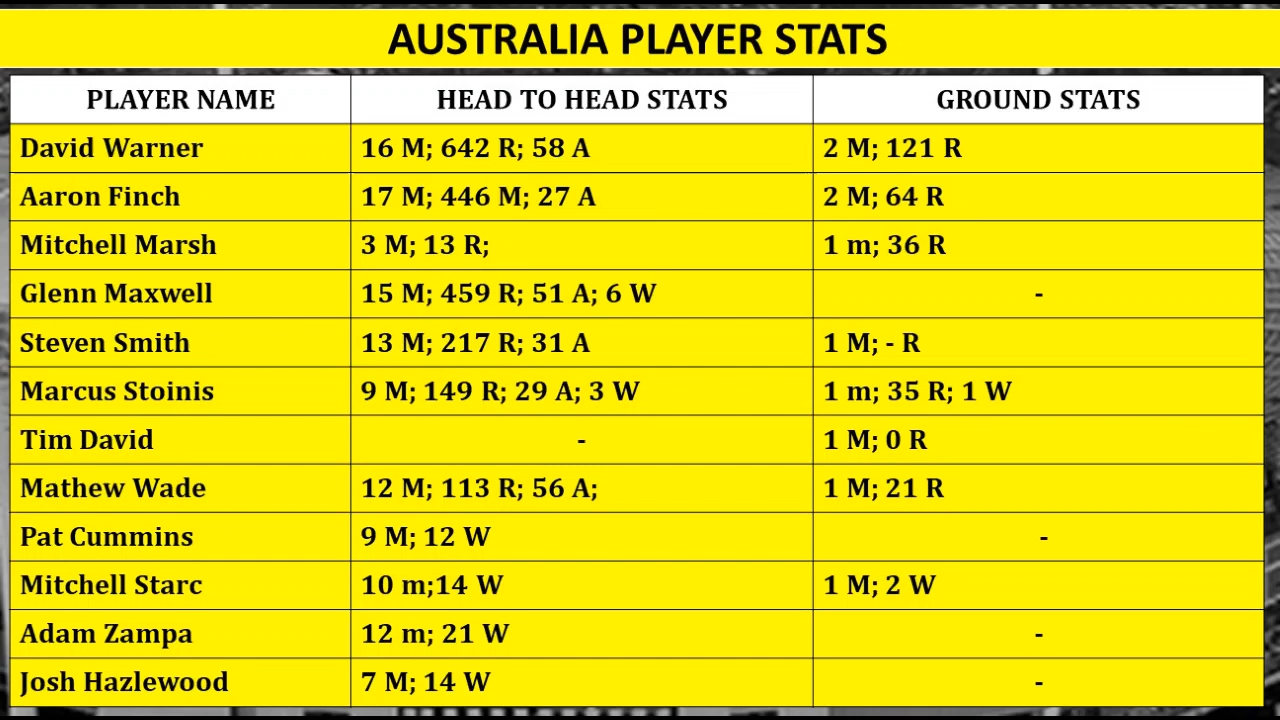 AUSTRALIA PLAYER STATS
PLAYER NAME HEAD TO HEAD STATS GROUND STATS
David Warner 16 M; 642 R; 58 A 2 M; 121 R
Aaron Finch 17 M; 446 M; 27 A 2 M; 64 R
Mitchell Marsh 3 M; 13 R; 1 m; 36 R
Glenn Maxwell 15 M; 459 R; 51 A; 6 W -
Steven Smith 13 M; 217 R; 31 A 1 M; - R
Marcus Stoinis 9 M; 149 R; 29 A; 3 W 1 m; 35 R; 1 W
Tim David - 1 M; 0 R
Mathew Wade 12 M; 113 R; 56 A; 1 M; 21 R
Pat Cummins 9 M; 12 W -
Mitchell Starc 10 m;14 W 1 M; 2 W
Adam Zampa 12 m; 21 W -
Josh Hazlewood 7 M; 14 W -